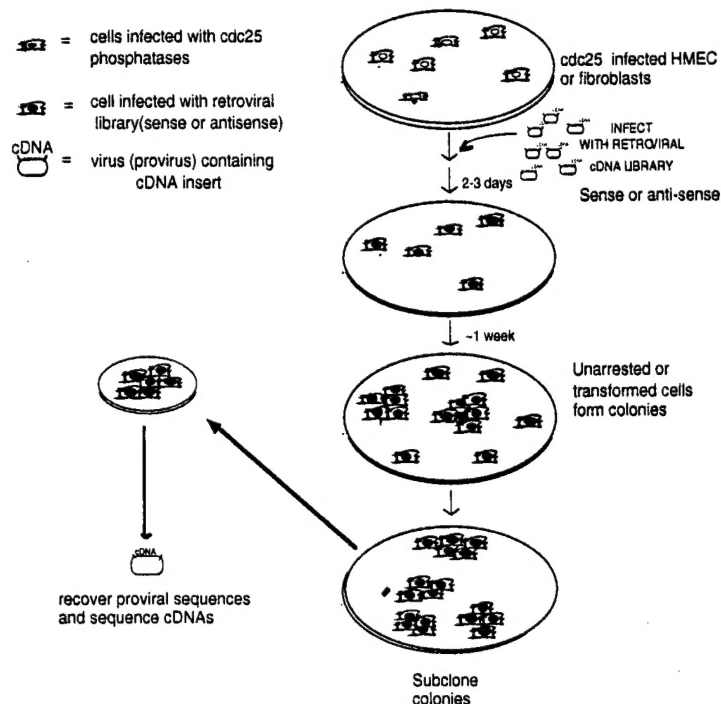 = cells infected with cdc25
phosphatases
= cell infected with retroviral
library(sense or antisense)
cDNA
= virus (provirus) containing
cDNA insert
cdc25 infected HMEC
or fibroblasts
INFECT
WITH RETROVIRAL
cDNA LIBRARY
2-3 days
Sense or anti-sense
~1 week
Unarrested or
transformed cells
form colonies
cDNA
recover proviral sequences
and sequence cDNAs
Subclone
colonies